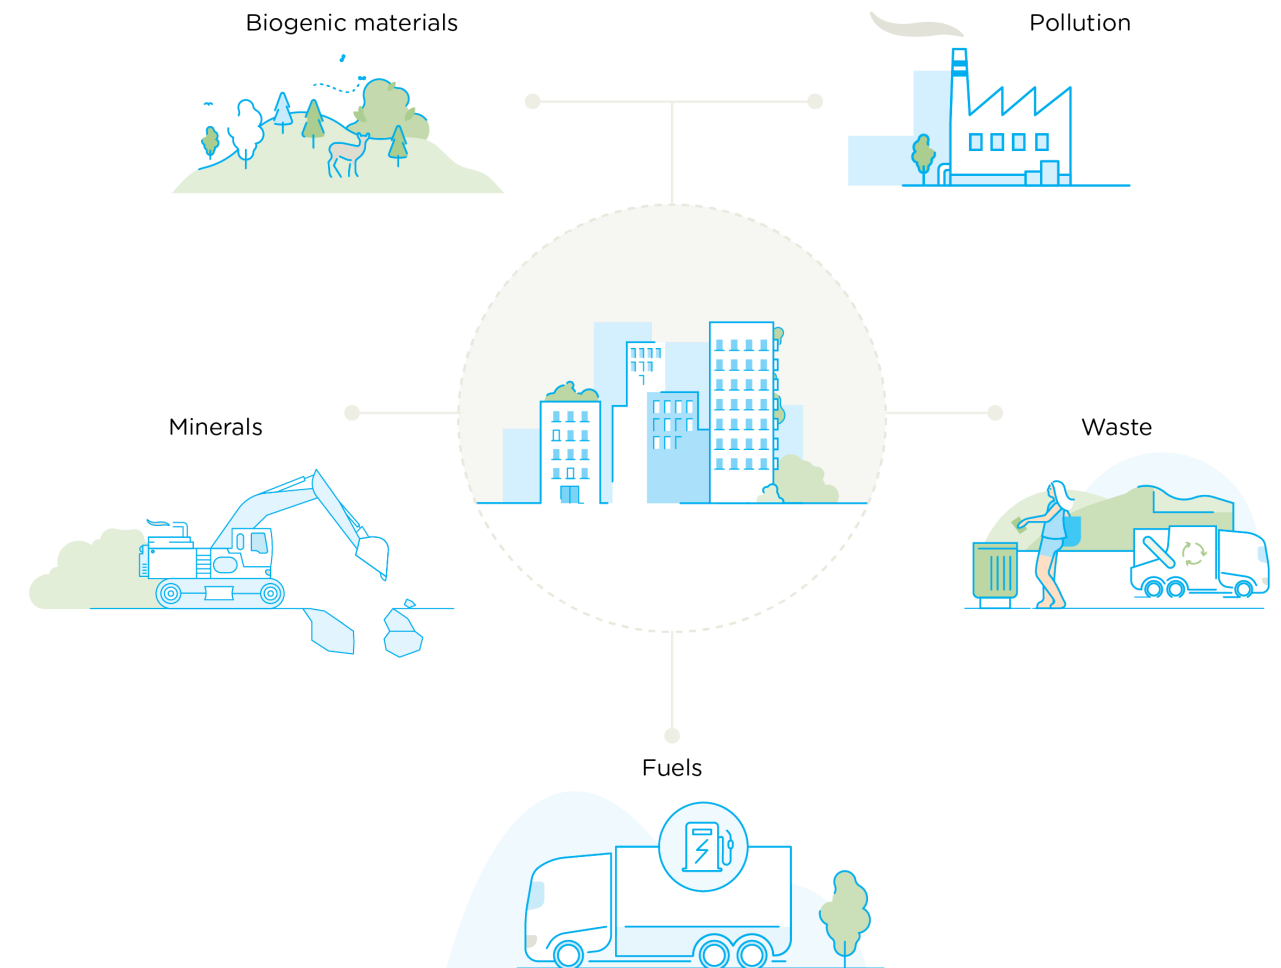 Biogenic materials
Pollution
Minerals
Waste
Fuels